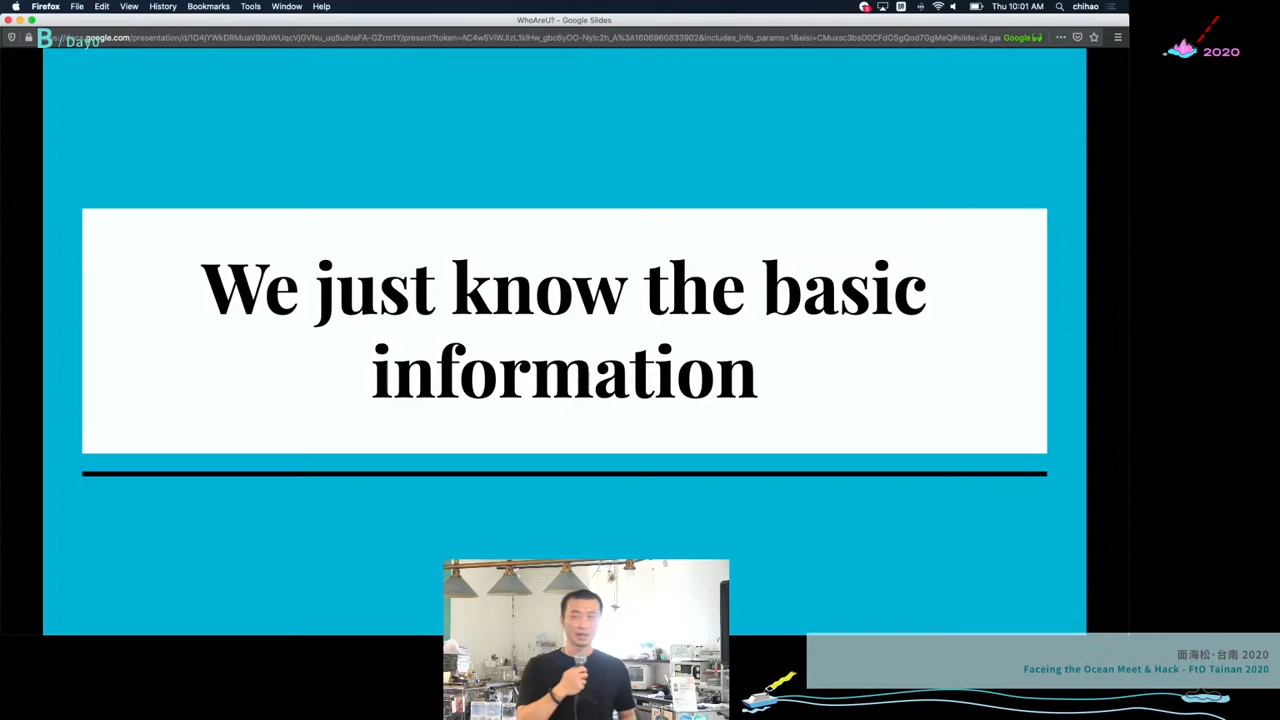 Firefox File Edit View History Bookmarks Tools Window Help
Thu 10:01 AM chihao
WhoAreU? - Google Slides
B / Day0
Google
2020
We just know the basic
information
面海松·台南 2020
Faceing the Ocean Meet & Hack - FtO Tainan 2020